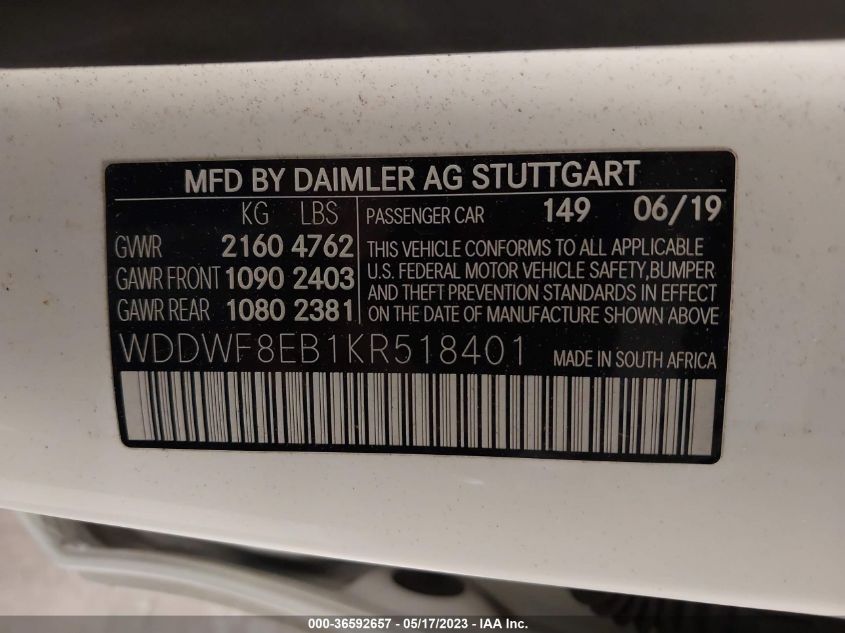 MFD BY DAIMLER AG STUTTGART
KG LBS
GVWR 2160 4762
GAWR FRONT 1090 2403
GAWR REAR 1080 2381
PASSENGER CAR 149 06/19
THIS VEHICLE CONFORMS TO ALL APPLICABLE
U.S. FEDERAL MOTOR VEHICLE SAFETY,BUMPER
AND THEFT PREVENTION STANDARDS IN EFFECT
ON THE DATE OF MANUFACTURE SHOWN ABOVE
WDDWF8EB1KR518401 MADE IN SOUTH AFRICA
000-36592657 / 05/17/2023 - IAA INC.